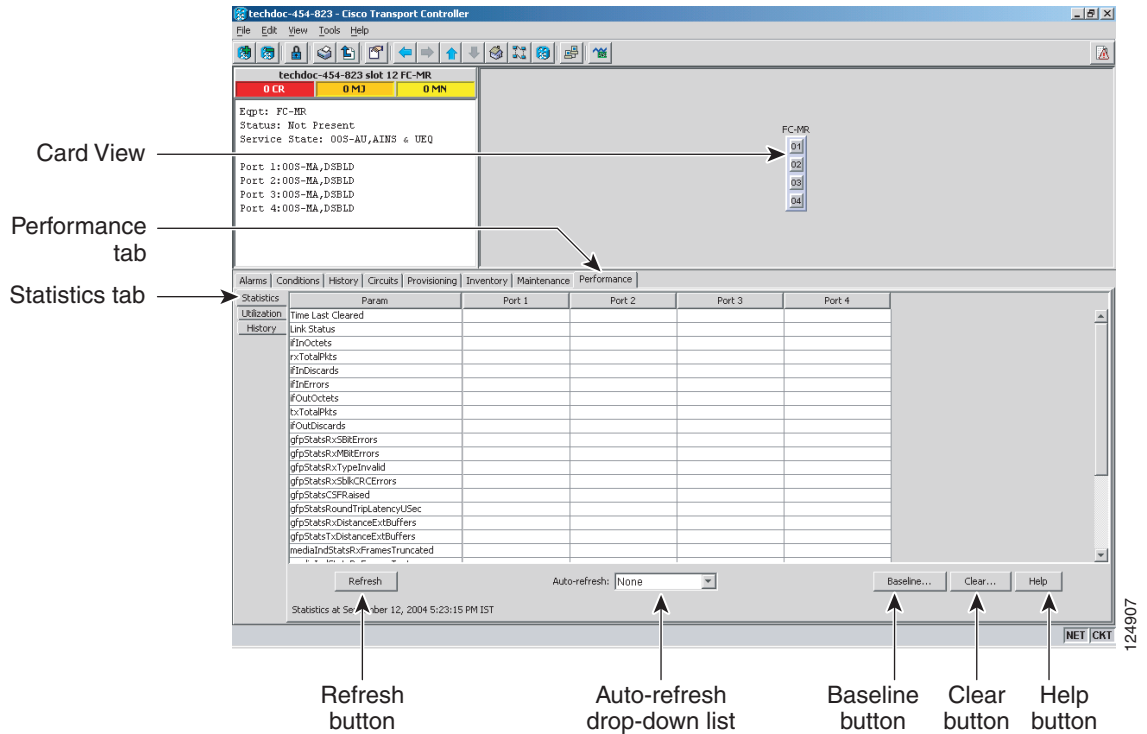 techdoc-454-823 - Cisco Transport Controller
File Edit View Tools Help
techdoc-454-823 slot 12 FC-MR
0 CR 0 MJ 0 MN
Eqpt: FC-MR
Status: Not Present
Service State: OOS-AU,AINS & UEQ
Port 1:OOS-MA,DSBLD
Port 2:OOS-MA,DSBLD
Port 3:OOS-MA,DSBLD
Port 4:OOS-MA,DSBLD
FC-MR
01
02
03
04
Card View
Performance
tab
Statistics tab
Alarms Conditions History Circuits Provisioning Inventory Maintenance Performance
Statistics
Utilization
History
Param Port 1 Port 2 Port 3 Port 4
Time Last Cleared
Link Status
ifInOctets
rxTotalPkts
ifInDiscards
ifInErrors
ifOutOctets
txTotalPkts
ifOutDiscards
gfpStatsRxSBitErrors
gfpStatsRxMBitErrors
gfpStatsRxTypeInvalid
gfpStatsRxSblkCRCErrors
gfpStatsCSFRaised
gfpStatsRoundTripLatencyUSec
gfpStatsRxDistanceExtBuffers
gfpStatsTxDistanceExtBuffers
mediaIndStatsRxFramesTruncated
Refresh Auto-refresh: None Baseline... Clear... Help
Statistics at September 12, 2004 5:23:15 PM IST
NET CKT
124907
Refresh
button
Auto-refresh
drop-down list
Baseline
button
Clear
button
Help
button